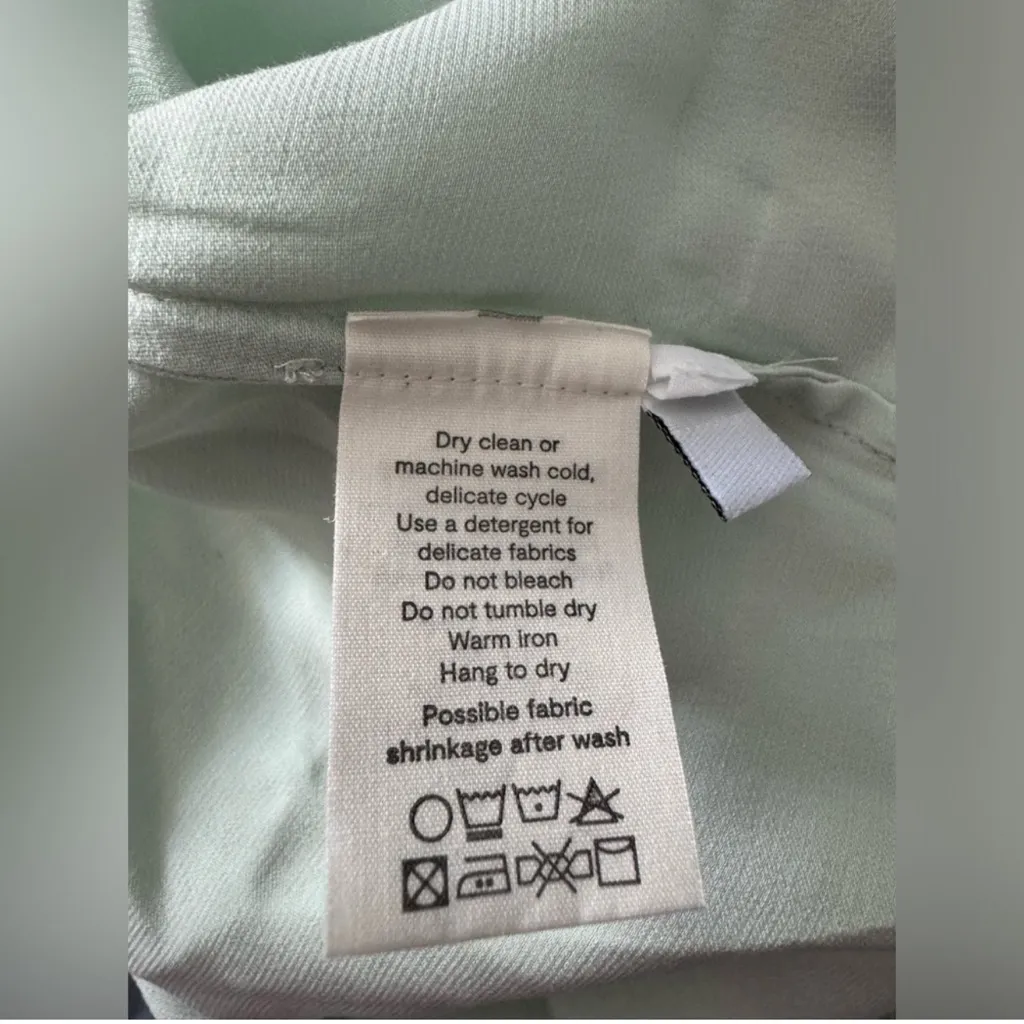 Dry clean or
machine wash cold,
delicate cycle
Use a detergent for
delicate fabrics
Do not bleach
Do not tumble dry
Warm iron
Hang to dry
Possible fabric
shrinkage after wash